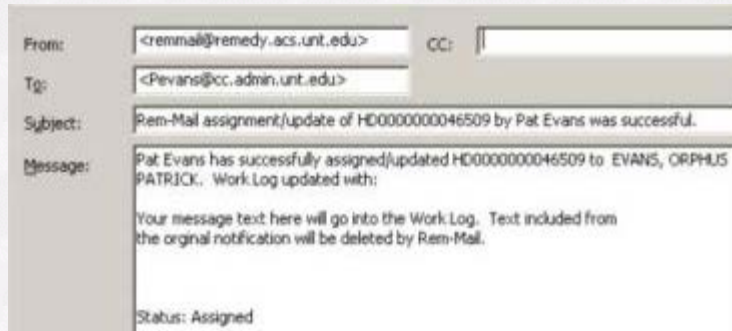 From: <remmail@remedy.acs.unt.edu> CC:
To: <Pevans@cc.admin.unt.edu>
Subject: Rem-Mail assignment/update of HD0000000046509 by Pat Evans was successful.
Message: Pat Evans has successfully assigned/updated HD0000000046509 to EVANS, ORPHUS
PATRICK. Work Log updated with:
Your message text here will go into the Work Log. Text included from
the orginal notification will be deleted by Rem-Mail.
Status: Assigned